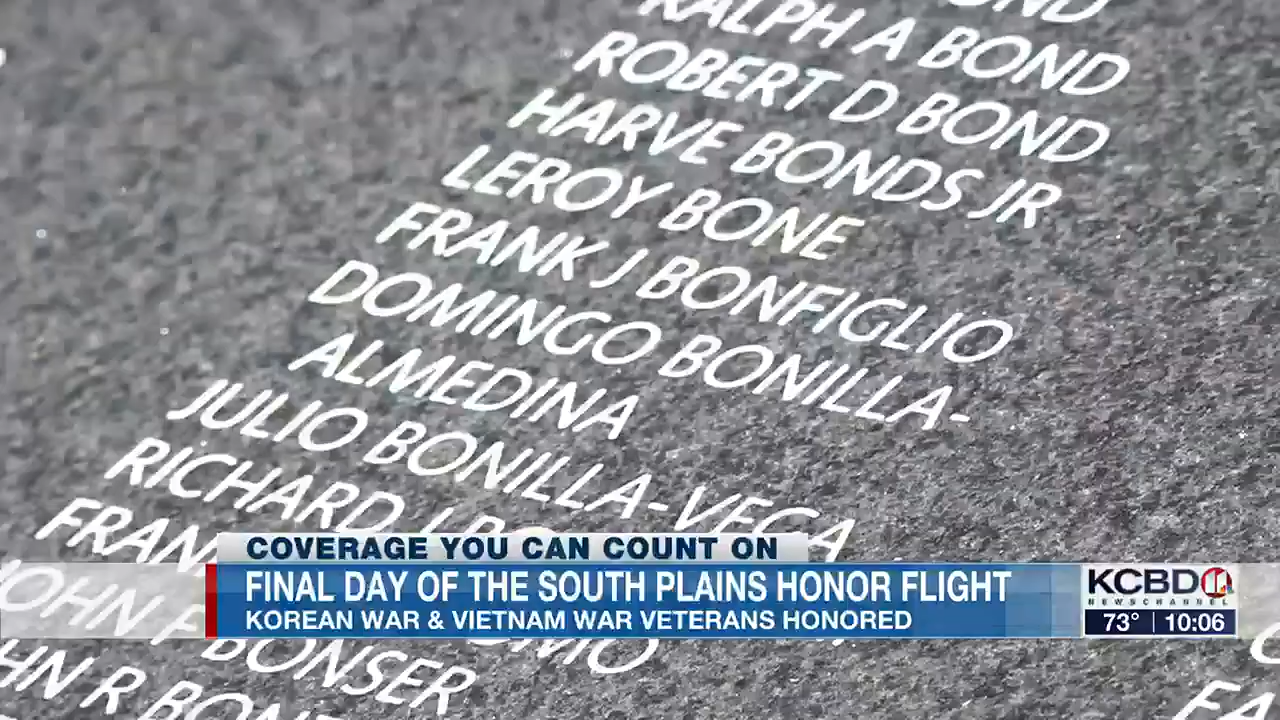 RALPH A BOND
ROBERT D BOND
HARVE BONDS JR
LEROY BONE
FRANK J BONFIGLIO
DOMINGO BONILLA-
ALMEDINA
JULIO BONILLA-VEGA
RICHARD J
BONSER
COVERAGE YOU CAN COUNT ON
FINAL DAY OF THE SOUTH PLAINS HONOR FLIGHT
KOREAN WAR & VIETNAM WAR VETERANS HONORED
KCBD 11
NEWSCHANNEL
73° | 10:06